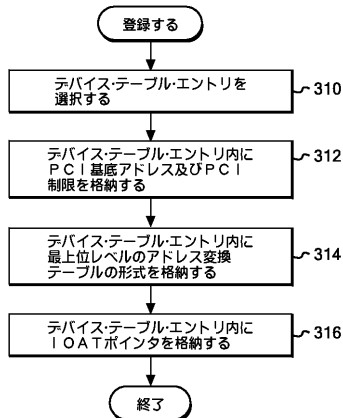 登録する
デバイス・テーブル・エントリを
選択する
310
デバイス・テーブル・エントリ内に
PCI基底アドレス及びPCI
制限を格納する
312
デバイス・テーブル・エントリ内に
最上位レベルのアドレス変換
テーブルの形式を格納する
314
デバイス・テーブル・エントリ内に
IOATポインタを格納する
316
終了